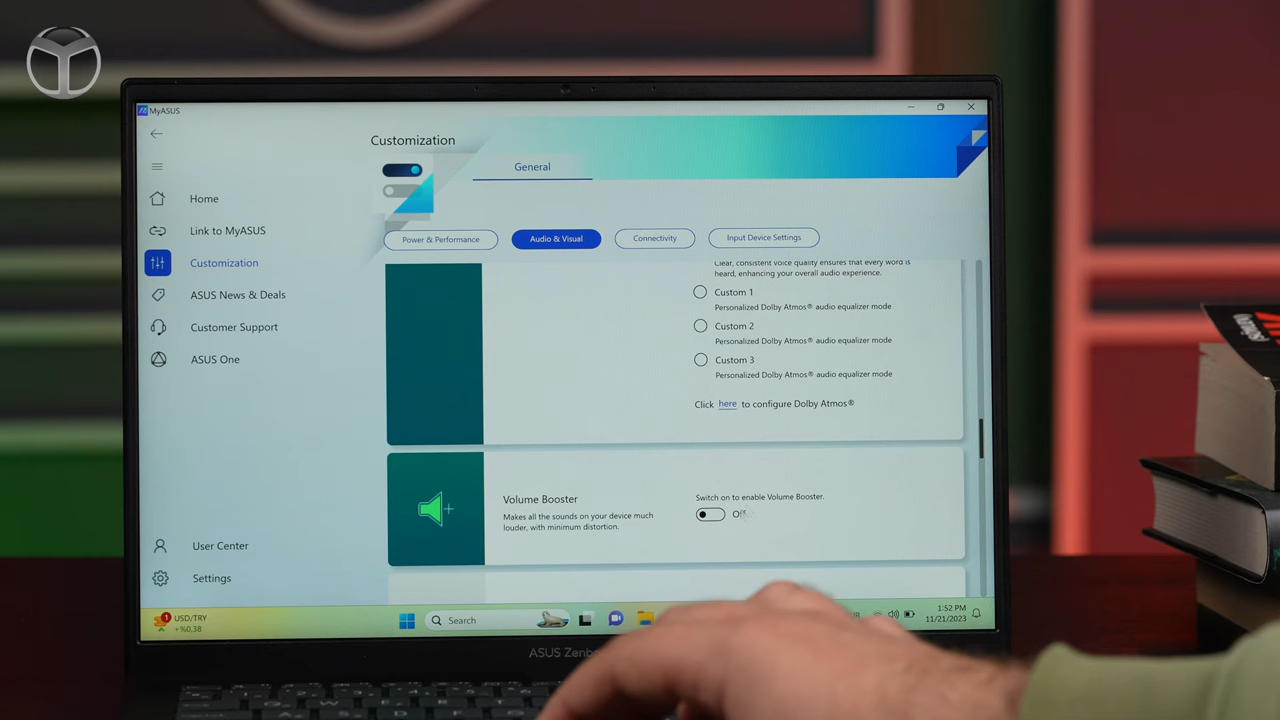 MyASUS
Customization
General
Home
Link to MyASUS
Customization
ASUS News & Deals
Customer Support
ASUS One
User Center
Settings
Power & Performance
Audio & Visual
Connectivity
Input Device Settings
Clear, consistent voice quality ensures that every word is
heard, enhancing your overall audio experience.
Custom 1
Personalized Dolby Atmos® audio equalizer mode
Custom 2
Personalized Dolby Atmos® audio equalizer mode
Custom 3
Personalized Dolby Atmos® audio equalizer mode
Click here to configure Dolby Atmos®
Volume Booster
Makes all the sounds on your device much
louder, with minimum distortion.
Switch on to enable Volume Booster.
Off
1
USD/TRY
+%0,38
Search
1:52 PM
11/21/2023
ASUS Zenbo